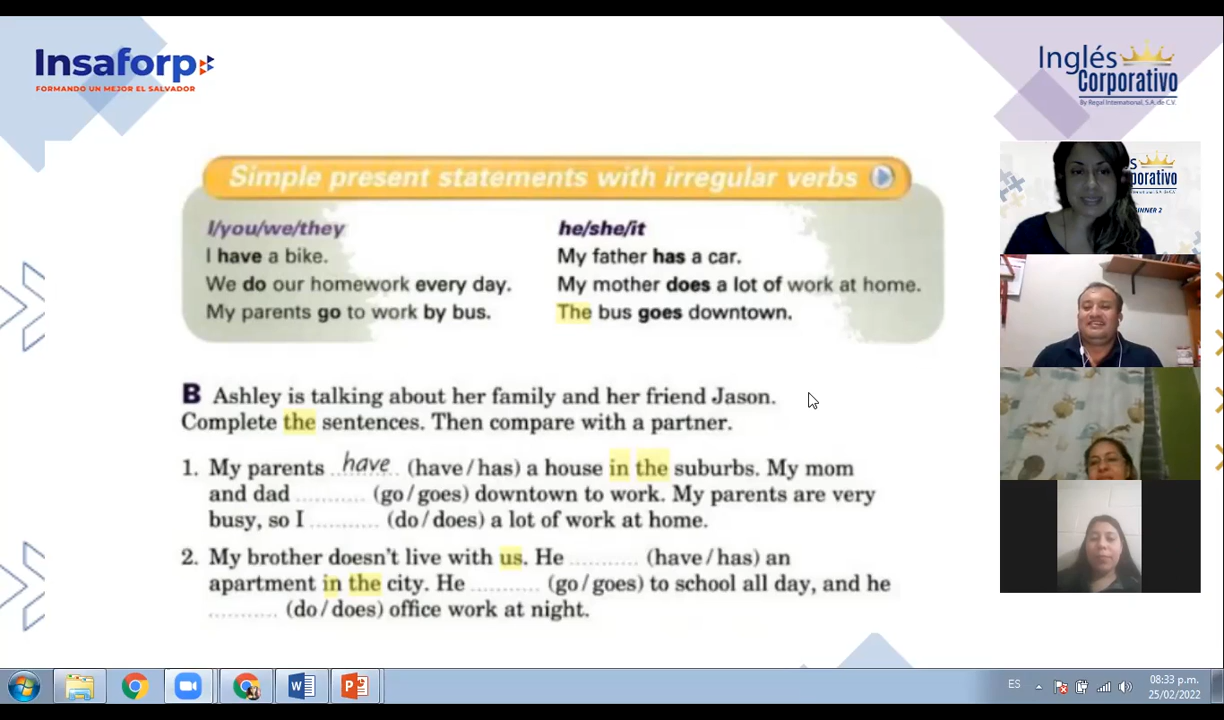 Insaforp
FORMANDO UN MEJOR EL SALVADOR
Inglés
Corporativo
By Regal International, S.A. de C.V.
Simple present statements with irregular verbs
I/you/we/they
I have a bike.
We do our homework every day.
My parents go to work by bus.
he/she/it
My father has a car.
My mother does a lot of work at home.
The bus goes downtown.
B Ashley is talking about her family and her friend Jason.
Complete the sentences. Then compare with a partner.
1. My parents have (have / has) a house in the suburbs. My mom
and dad .......... (go / goes) downtown to work. My parents are very
busy, so I .......... (do / does) a lot of work at home.
2. My brother doesn't live with us. He .......... (have / has) an
apartment in the city. He .......... (go / goes) to school all day, and he
.......... (do / does) office work at night.
ES
08:33 p.m.
25/02/2022